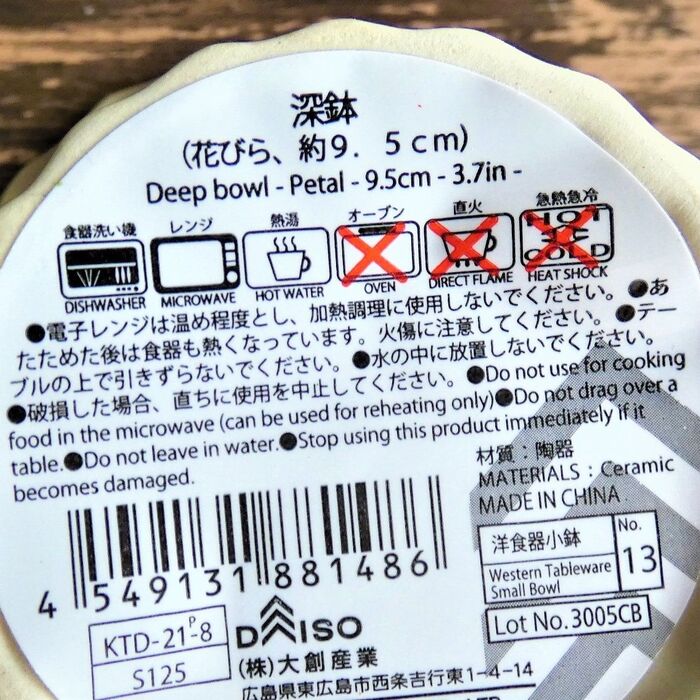 深鉢
(花びら、約9．5cm)
Deep bowl - Petal - 9.5cm - 3.7in -
食器洗い機 レンジ 熱湯 オーブン 直火 急熱急冷
HOT
COLD
DISHWASHER MICROWAVE HOT WATER OVEN DIRECT FLAME HEAT SHOCK
●電子レンジは温め程度とし、加熱調理に使用しないでください。●あ
たためた後は食器も熱くなっています。火傷に注意してください。●テー
ブルの上で引きずらないでください。●水の中に放置しないでください。
●破損した場合、直ちに使用を中止してください。●Do not use for cooking
food in the microwave (can be used for reheating only)●Do not drag over a
table.●Do not leave in water.●Stop using this product immediately if it
becomes damaged.
材質：陶器
MATERIALS：Ceramic
MADE IN CHINA
洋食器小鉢
Western Tableware
Small Bowl
No.
13
Lot No.3005CB
4 549131 881486
KTD-21-P-8
S125
DAISO
(株)大創産業
広島県東広島市西条吉行東1-4-14